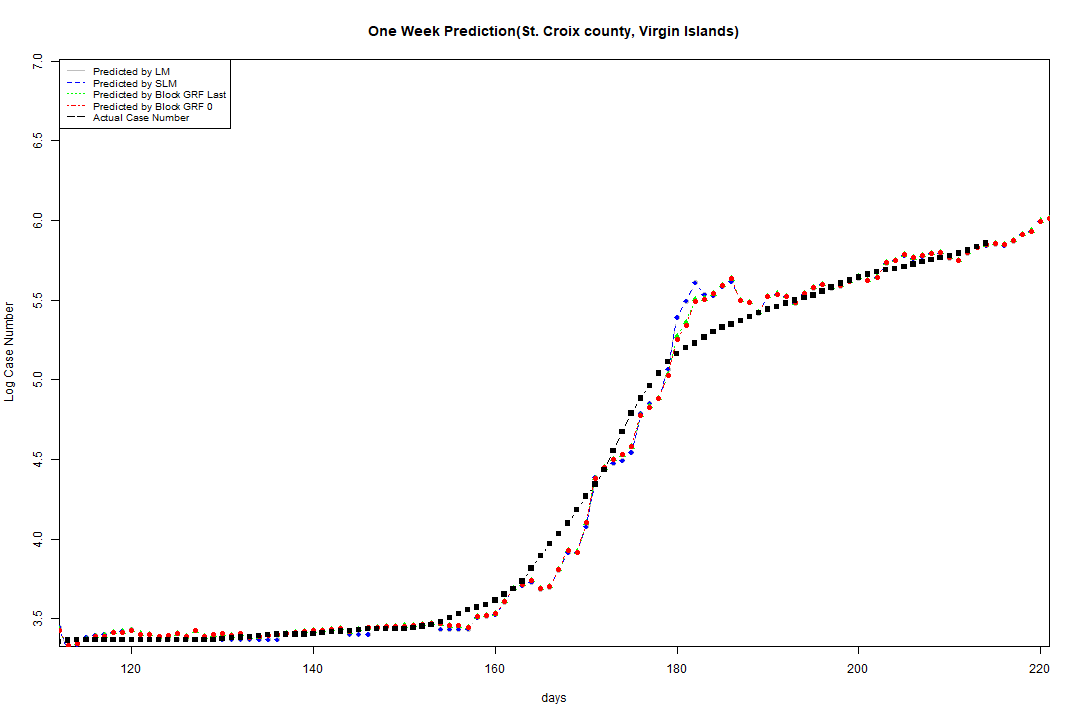 One Week Prediction(St. Croix county, Virgin Islands)
7.0
6.5
6.0
5.5
5.0
4.5
4.0
3.5
Log Case Number
Predicted by LM
Predicted by SLM
Predicted by Block GRF Last
Predicted by Block GRF 0
Actual Case Number
120 140 160 180 200 220
days